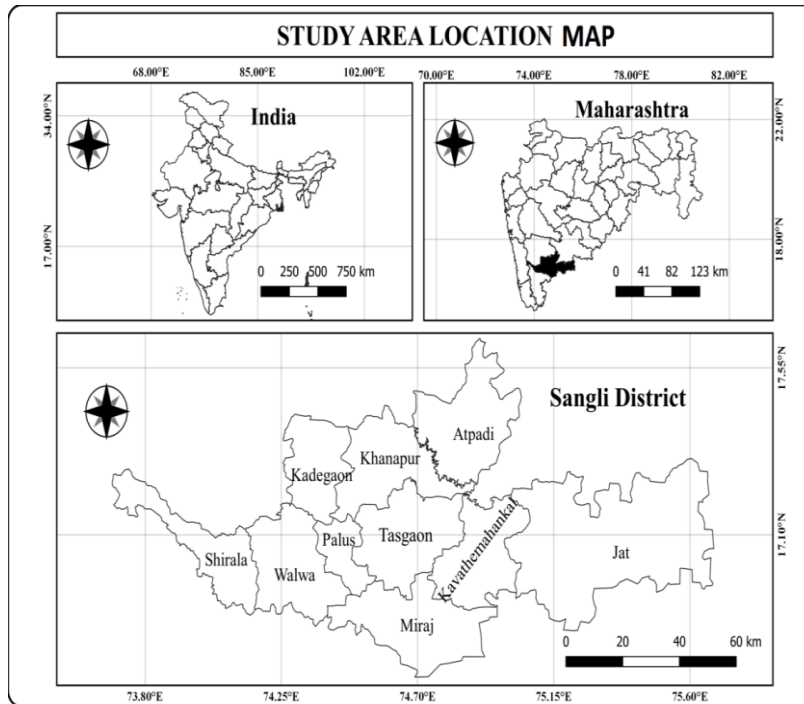 STUDY AREA LOCATION MAP
68.00°E 85.00°E 102.00°E
34.00°N
17.00°N
India
0 250 500 750 km
70.00°E 74.00°E 78.00°E 82.00°E
Maharashtra
22.00°N
18.00°N
0 41 82 123 km
Sangli District
17.55°N
17.10°N
Atpadi
Khanapur
Kadegaon
Palus
Tasgaon
Kavathemahankal
Shirala
Walwa
Jat
Miraj
0 20 40 60 km
73.80°E 74.25°E 74.70°E 75.15°E 75.60°E